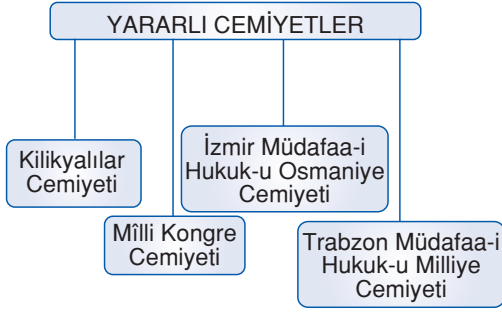 YARARLI CEMİYETLER
Kilikyalılar
Cemiyeti
Mîlli Kongre
Cemiyeti
İzmir Müdafaa-i
Hukuk-u Osmaniye
Cemiyeti
Trabzon Müdafaa-i
Hukuk-u Milliye
Cemiyeti